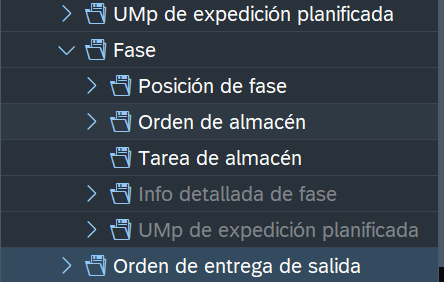 UMp de expedición planificada
Fase
Posición de fase
Orden de almacén
Tarea de almacén
Info detallada de fase
UMp de expedición planificada
Orden de entrega de salida